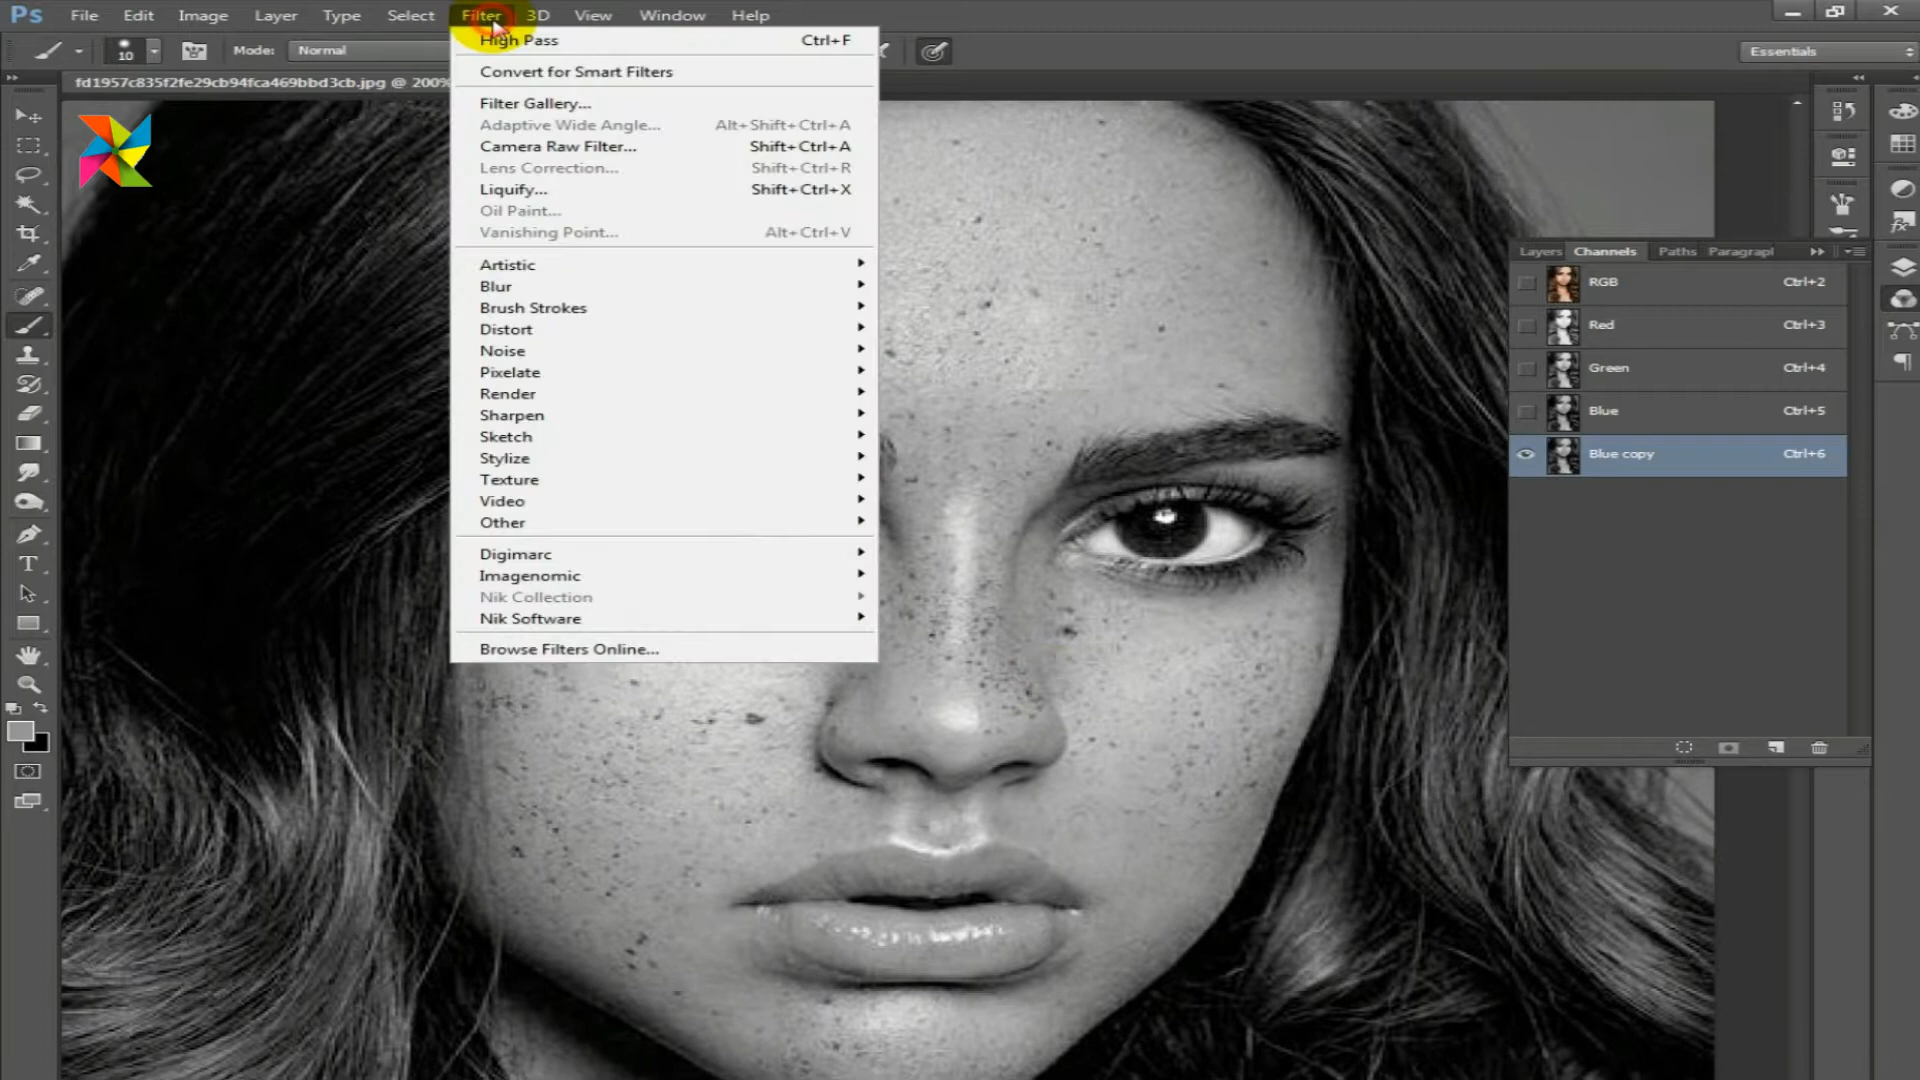 Ps File Edit Image Layer Type Select Filter 3D View Window Help
10 Mode: Normal Essentials
fd1957c835f2fe29cb94fca469bbd3cb.jpg @ 200%
High Pass Ctrl+F
Convert for Smart Filters
Filter Gallery...
Adaptive Wide Angle... Alt+Shift+Ctrl+A
Camera Raw Filter... Shift+Ctrl+A
Lens Correction... Shift+Ctrl+R
Liquify... Shift+Ctrl+X
Oil Paint...
Vanishing Point... Alt+Ctrl+V
Artistic
Blur
Brush Strokes
Distort
Noise
Pixelate
Render
Sharpen
Sketch
Stylize
Texture
Video
Other
Digimarc
Imagenomic
Nik Collection
Nik Software
Browse Filters Online...
Layers Channels Paths Paragrapl
RGB Ctrl+2
Red Ctrl+3
Green Ctrl+4
Blue Ctrl+5
Blue copy Ctrl+6